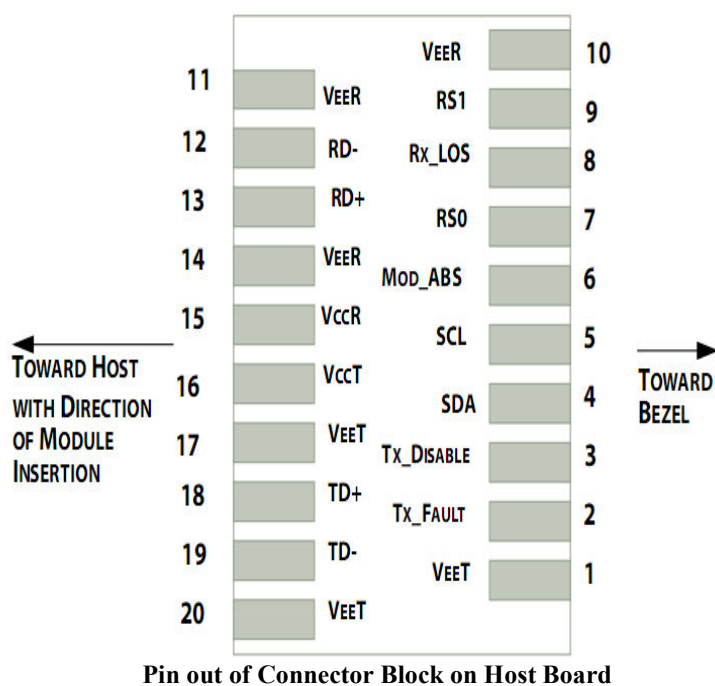 11
VEER
12
RD-
13
RD+
14
VEER
15
VCCR
16
VCCT
17
VEET
18
TD+
19
TD-
20
VEET
VEER
10
RS1
9
RX_LOS
8
RS0
7
MOD_ABS
6
SCL
5
SDA
4
TX_DISABLE
3
TX_FAULT
2
VEET
1
TOWARD HOST
WITH DIRECTION
OF MODULE
INSERTION
TOWARD
BEZEL
Pin out of Connector Block on Host Board